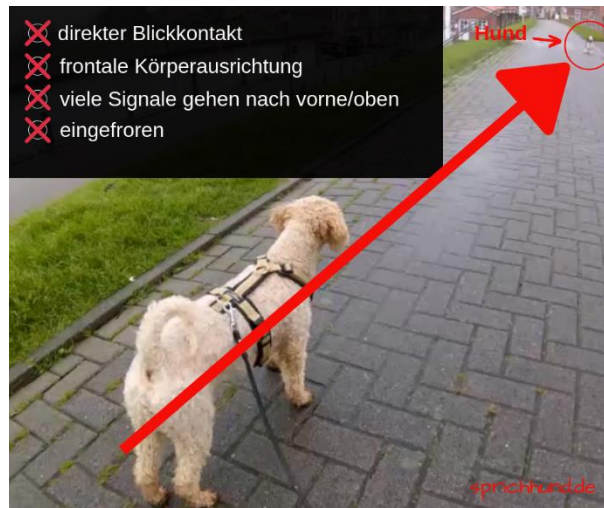 direkter Blickkontakt
frontale Körperausrichtung
viele Signale gehen nach vorne/oben
eingefroren
Hund
sprichhund.de